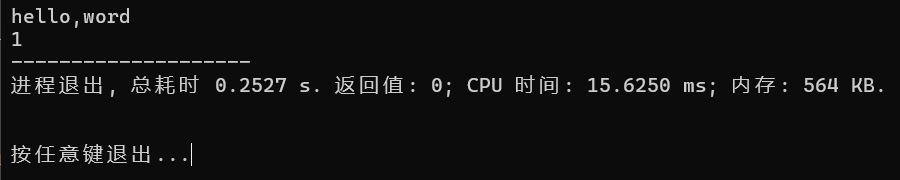 hello,word
1
--------------------
进程退出，总耗时 0.2527 s. 返回值: 0; CPU 时间: 15.6250 ms; 内存: 564 KB.
按任意键退出...